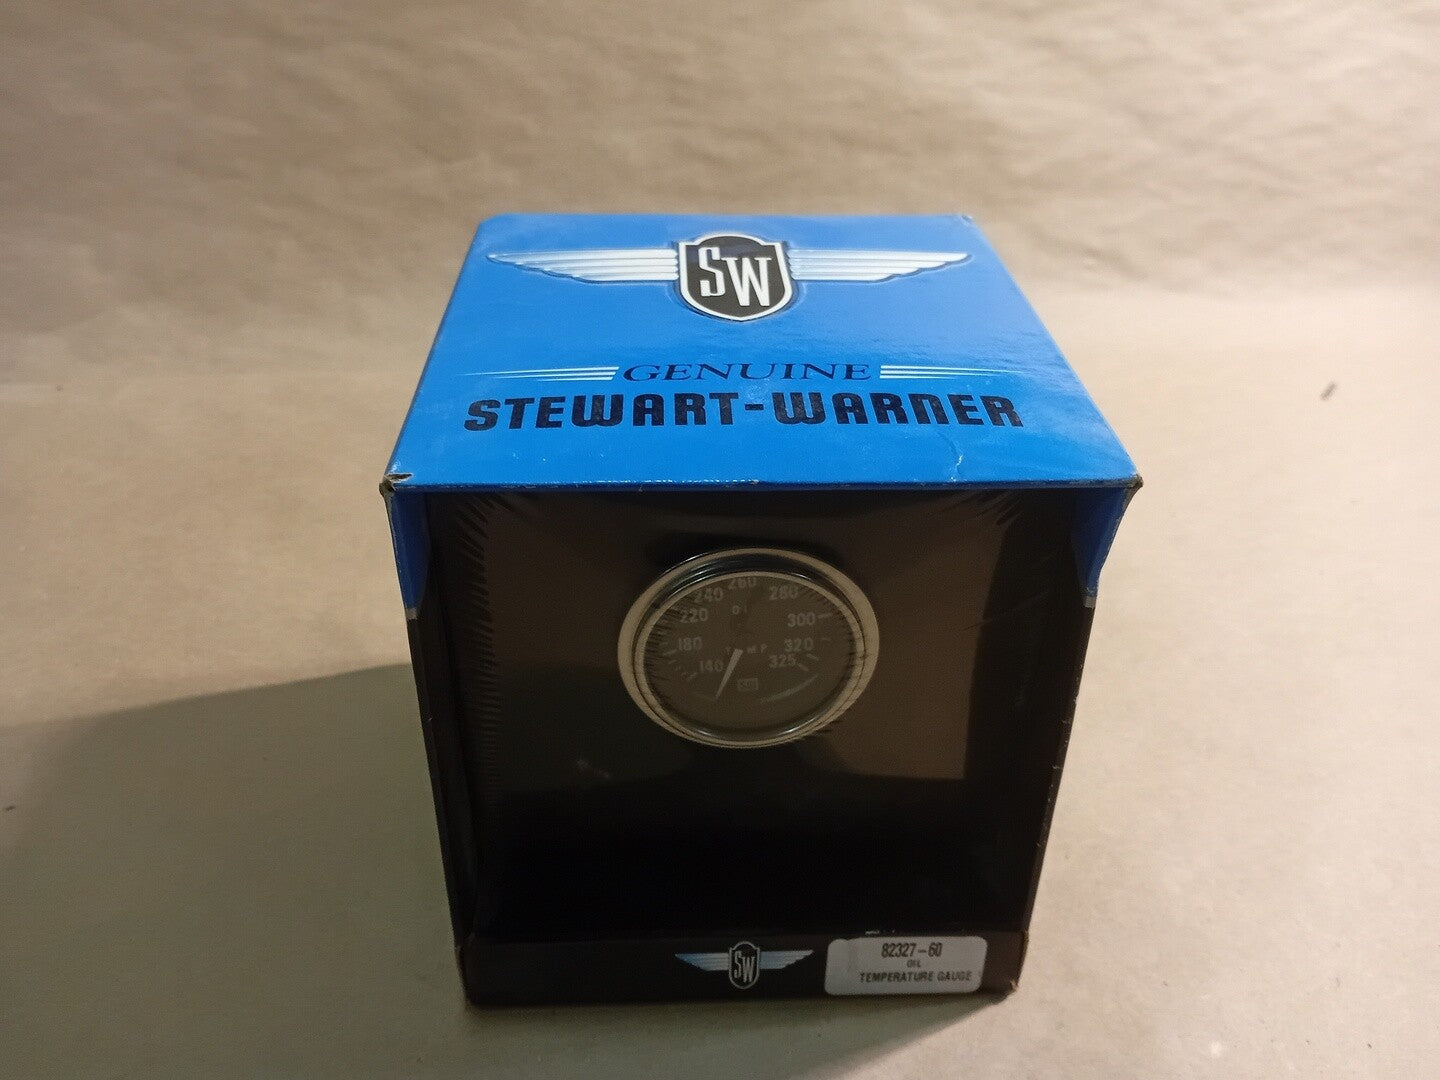 SW
GENUINE
STEWART-WARNER
260
240 280
OIL
220 300
180 TEMP 320
140 325
SW
SW
82327-60
OIL
TEMPERATURE GAUGE